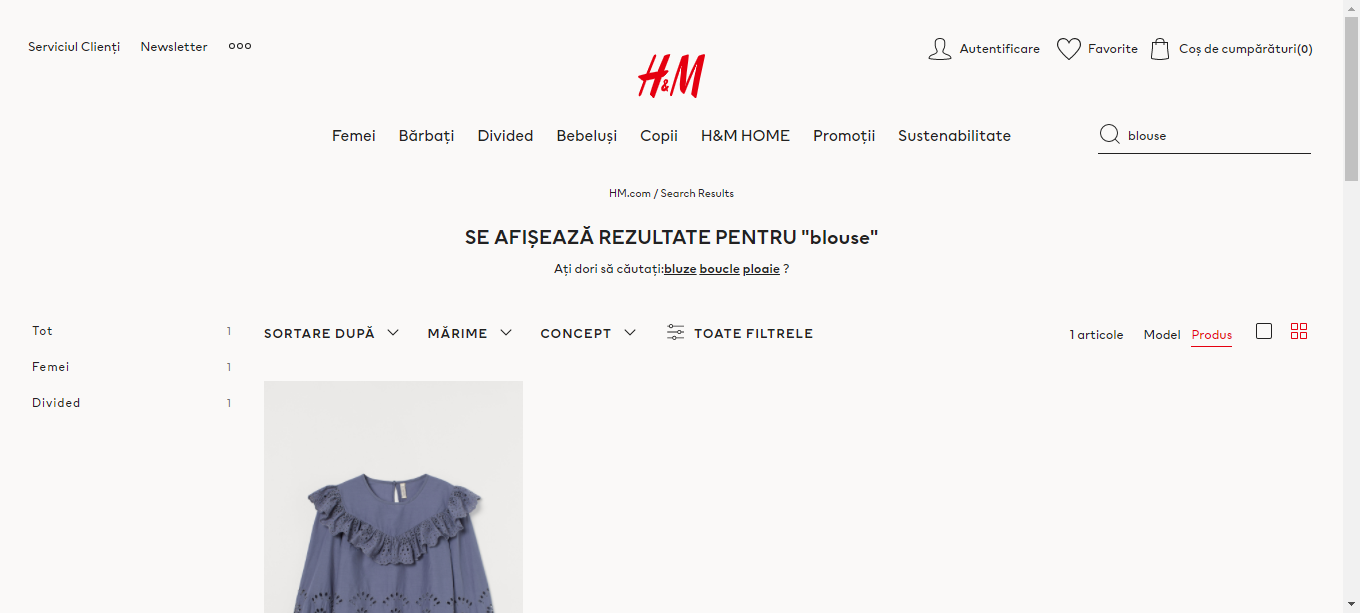 Serviciul Clienți Newsletter
Autentificare Favorite Coș de cumpărături(0)
H&M
Femei Bărbați Divided Bebeluși Copii H&M HOME Promoții Sustenabilitate
blouse
HM.com / Search Results
SE AFIȘEAZĂ REZULTATE PENTRU "blouse"
Ați dori să căutați:bluze boucle ploaie ?
Tot 1
Femei 1
Divided 1
SORTARE DUPĂ MĂRIME CONCEPT TOATE FILTRELE
1 articole Model Produs